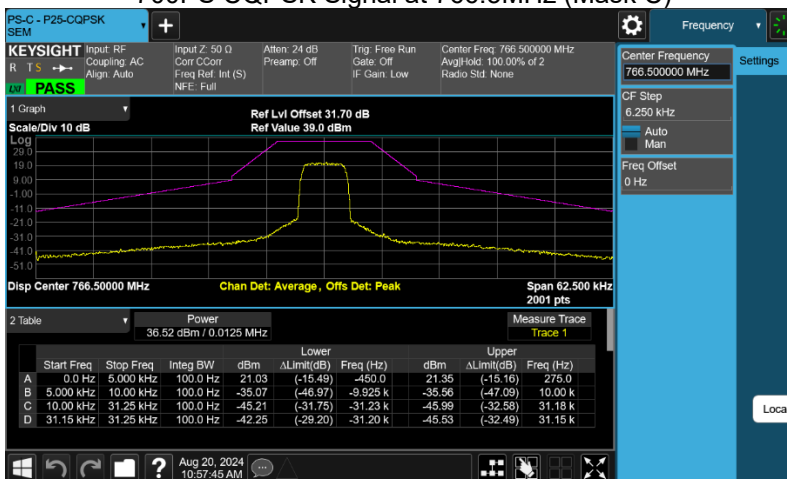 PS-C - P25-CQPSK
SEM
+
Frequency
KEYSIGHT Input: RF Input Z: 50 Ω Atten: 24 dB Trig: Free Run Center Freq: 766.500000 MHz
R T S Coupling: AC Corr CCorr Preamp: Off Gate: Off Avg|Hold: 100.00% of 2
Align: Auto Freq Ref: Int (S) IF Gain: Low Radio Std: None
LXI PASS NFE: Full
Center Frequency
766.500000 MHz
Settings
CF Step
6.250 kHz
Auto
Man
Freq Offset
0 Hz
1 Graph
Ref Lvl Offset 31.70 dB
Scale/Div 10 dB Ref Value 39.0 dBm
Log
29.0
19.0
9.00
-1.00
-11.0
-21.0
-31.0
-41.0
-51.0
Disp Center 766.50000 MHz Chan Det: Average, Offs Det: Peak Span 62.500 kHz
2001 pts
2 Table Power Measure Trace
36.52 dBm / 0.0125 MHz Trace 1
Lower Upper
Start Freq Stop Freq Integ BW dBm ΔLimit(dB) Freq (Hz) dBm ΔLimit(dB) Freq (Hz)
A 0.0 Hz 5.000 kHz 100.0 Hz 21.03 (-15.49) -450.0 21.35 (-15.16) 275.0
B 5.000 kHz 10.00 kHz 100.0 Hz -35.07 (-46.97) -9.925 k -35.56 (-47.09) 10.00 k
C 10.00 kHz 31.25 kHz 100.0 Hz -45.21 (-31.75) -31.23 k -45.99 (-32.58) 31.18 k
D 31.15 kHz 31.25 kHz 100.0 Hz -42.25 (-29.20) -31.20 k -45.53 (-32.49) 31.15 k
Loca
? Aug 20, 2024
10:57:45 AM